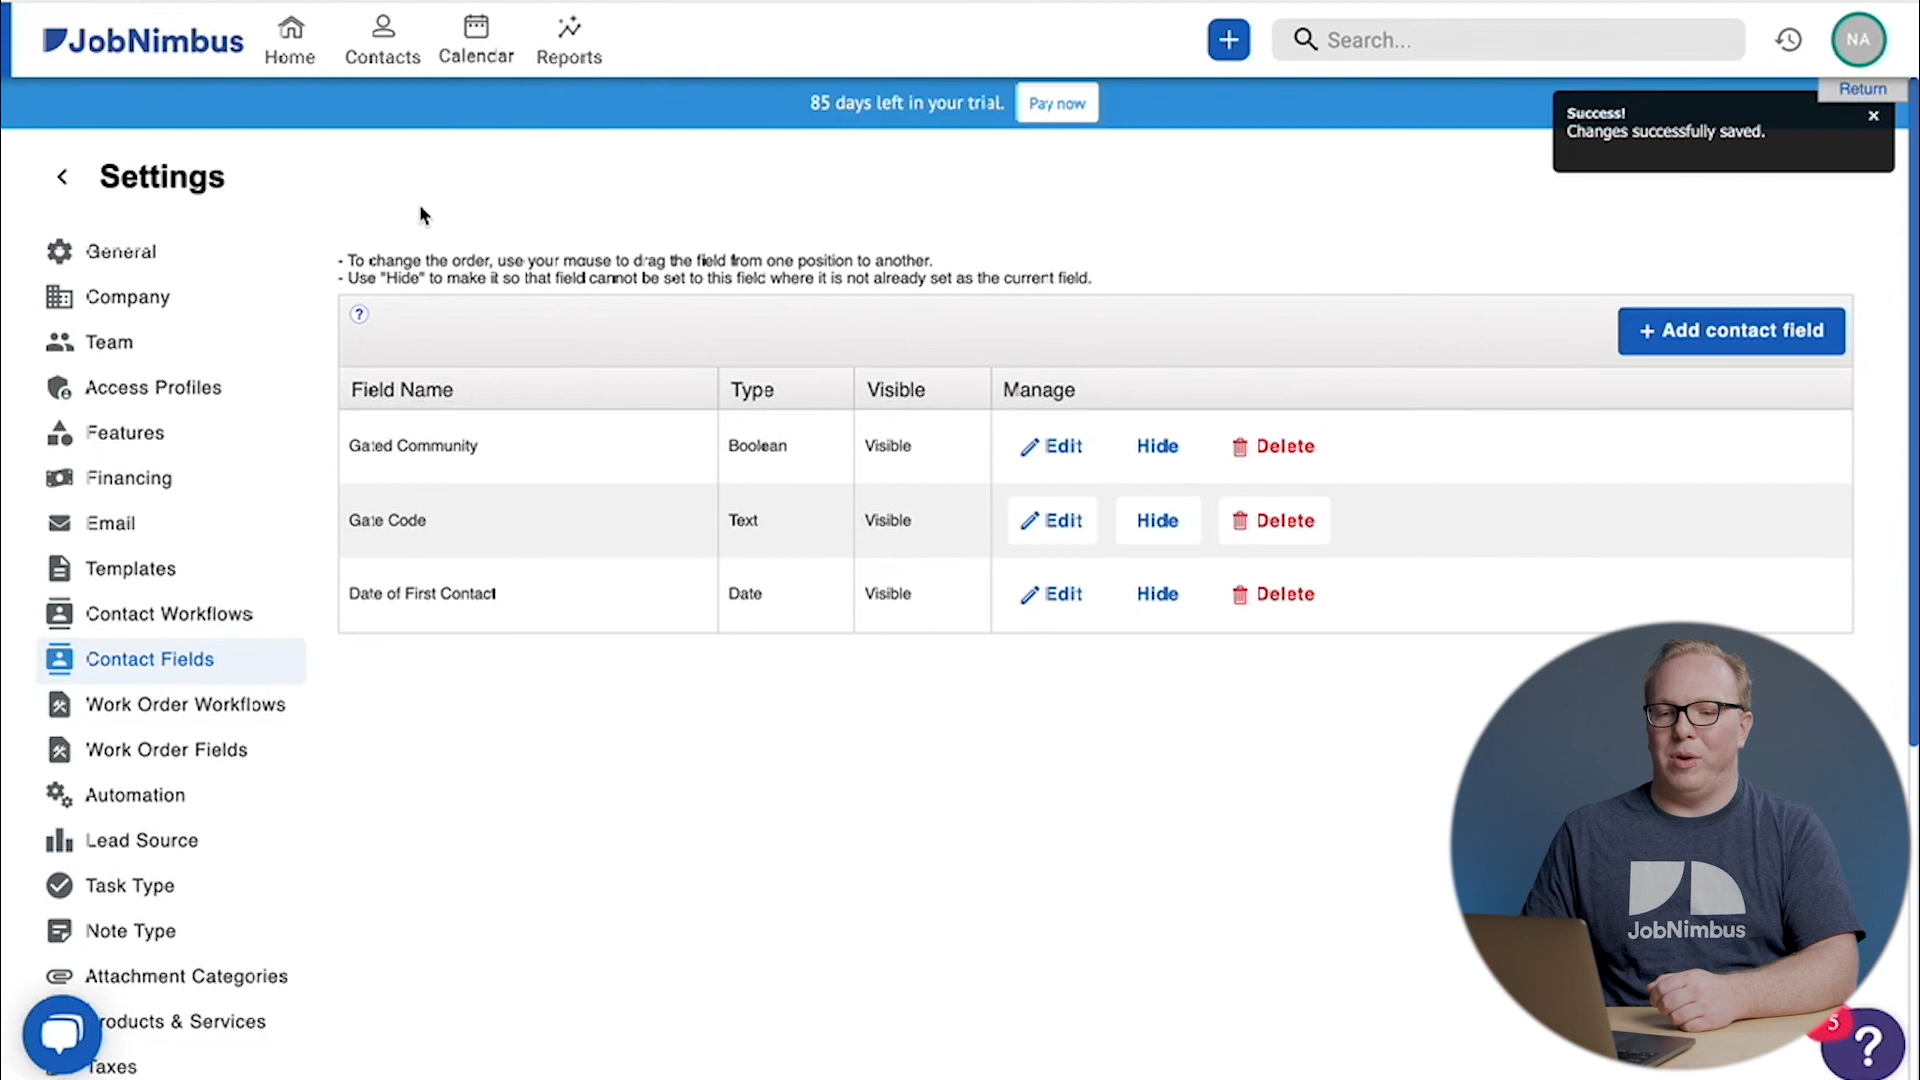 JobNimbus
Home
Contacts
Calendar
Reports
Search...
NA
85 days left in your trial.
Pay now
Return
Success!
Changes successfully saved.
Settings
General
Company
Team
Access Profiles
Features
Financing
Email
Templates
Contact Workflows
Contact Fields
Work Order Workflows
Work Order Fields
Automation
Lead Source
Task Type
Note Type
Attachment Categories
roducts & Services
Taxes
- To change the order, use your mouse to drag the field from one position to another.
- Use "Hide" to make it so that field cannot be set to this field where it is not already set as the current field.
?
+ Add contact field
Field Name Type Visible Manage
Gated Community Boolean Visible Edit Hide Delete
Gate Code Text Visible Edit Hide Delete
Date of First Contact Date Visible Edit Hide Delete
JobNimbus
5
?